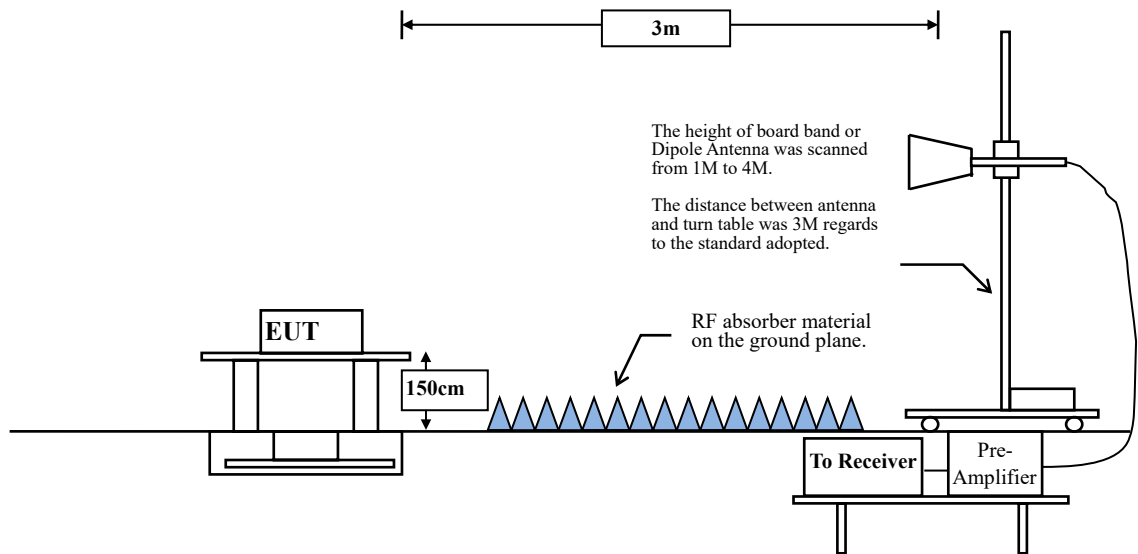 3m
The height of board band or
Dipole Antenna was scanned
from 1M to 4M.
The distance between antenna
and turn table was 3M regards
to the standard adopted.
EUT
RF absorber material
on the ground plane.
150cm
To Receiver
Pre-
Amplifier